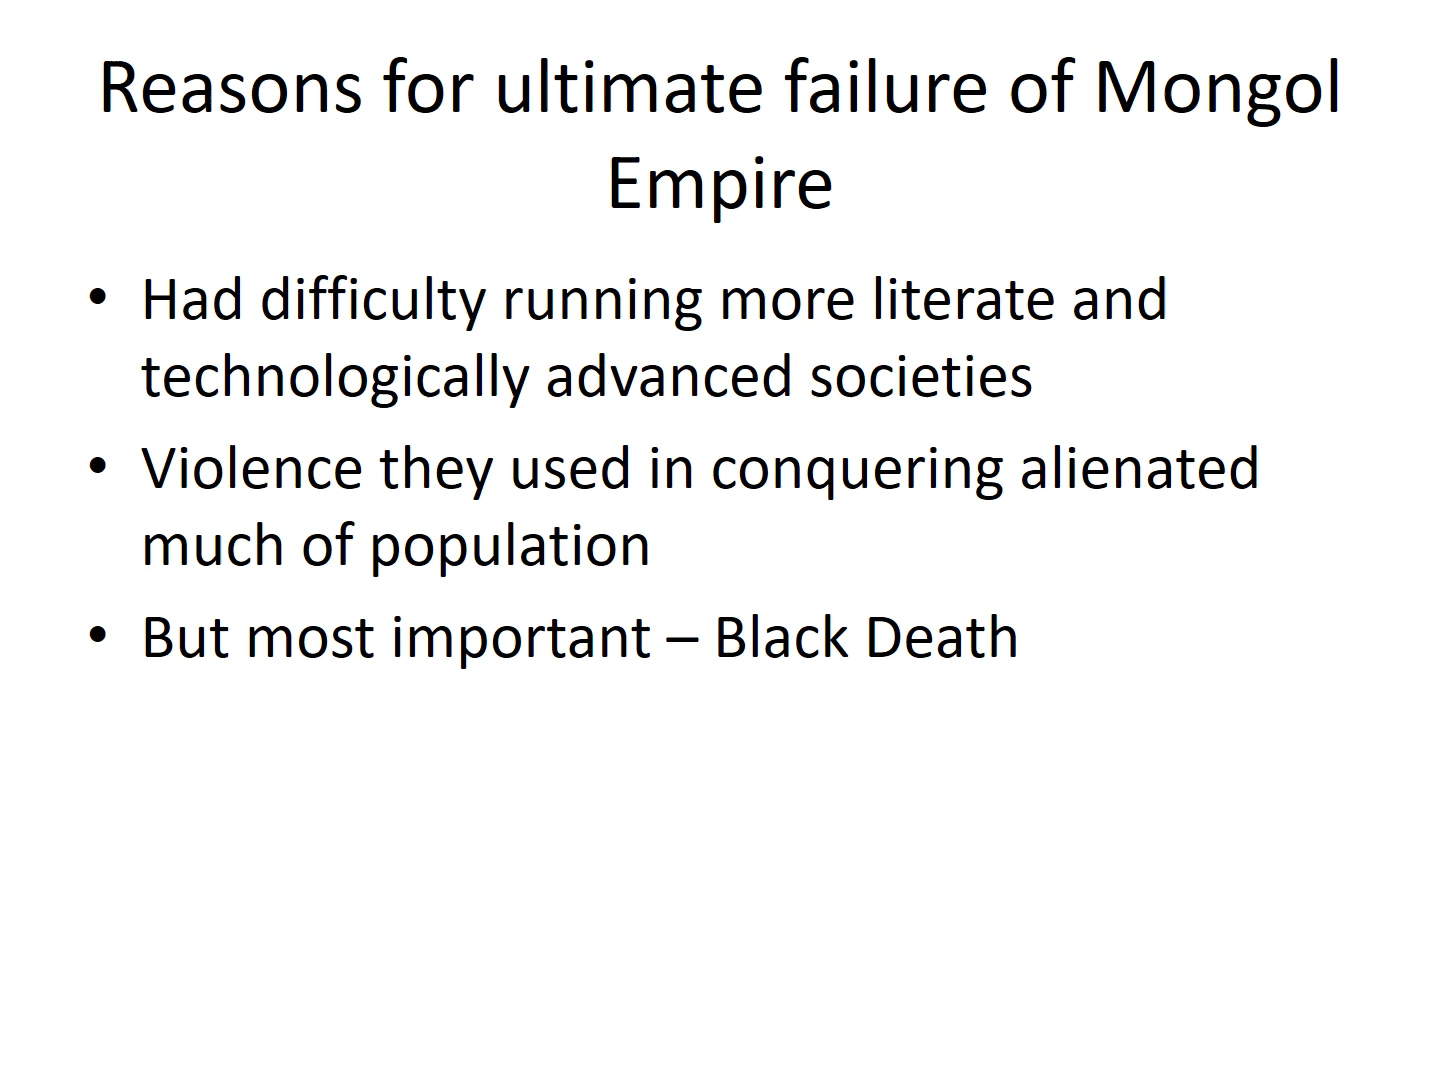 Reasons for ultimate failure of Mongol
Empire
• Had difficulty running more literate and
technologically advanced societies
• Violence they used in conquering alienated
much of population
• But most important – Black Death